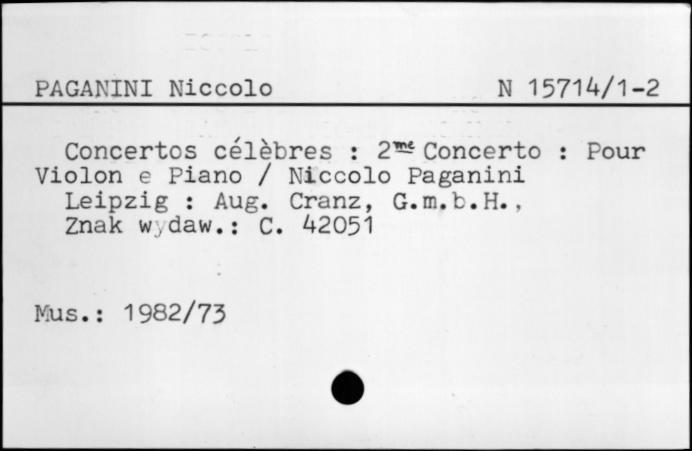 PAGANINI Niccolo N 15714/1-2
Concertos célèbres : 2me Concerto : Pour
Violon e Piano / Niccolo Paganini
Leipzig : Aug. Cranz, G.m.b.H.,
Znak wydaw.: C. 42051
Mus.: 1982/73